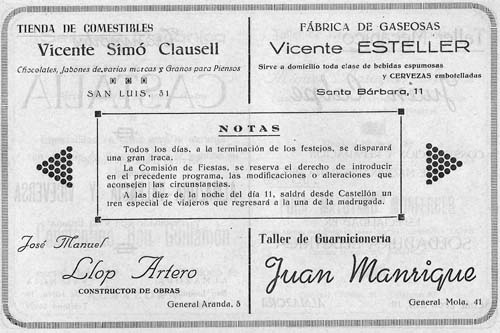 TIENDA DE COMESTIBLES
Vicente Simó Clausell
Chocolates, Jabones de varias marcas y Granos para Piensos
SAN LUIS, 31
FÁBRICA DE GASEOSAS
Vicente ESTELLER
Sirve a domicilio toda clase de bebidas espumosas
y CERVEZAS embotelladas
Santa Bárbara, 11
NOTAS
Todos los días, a la terminación de los festejos, se disparará
una gran traca.
La Comisión de Fiestas, se reserva el derecho de introducir
en el precedente programa, las modificaciones o alteraciones que
aconsejen las circunstancias.
A las diez de la noche del día 11, saldrá desde Castellón un
tren especial de viajeros que regresará a una de la madrugada.
José Manuel
Llop Artero
CONSTRUCTOR DE OBRAS
General Aranda, 5
Taller de Guarnicionería
Juan Manrique
General Mola, 41